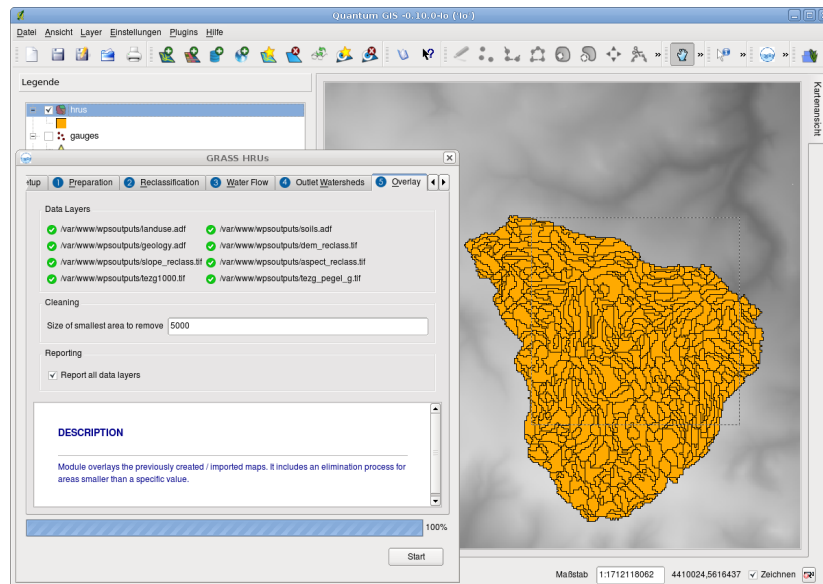 Quantum GIS -0.10.0-Io ('Io')
Datei Ansicht Layer Einstellungen Plugins Hilfe
Legende
hrus
gauges
Kartenansicht
GRASS HRUs
tup 1 Preparation 2 Reclassification 3 Water Flow 4 Outlet Watersheds 5 Overlay
Data Layers
/var/www/wpsoutputs/landuse.adf /var/www/wpsoutputs/soils.adf
/var/www/wpsoutputs/geology.adf /var/www/wpsoutputs/dem_reclass.tif
/var/www/wpsoutputs/slope_reclass.tif /var/www/wpsoutputs/aspect_reclass.tif
/var/www/wpsoutputs/tezg1000.tif /var/www/wpsoutputs/tezg_pegel_g.tif
Cleaning
Size of smallest area to remove 5000
Reporting
Report all data layers
DESCRIPTION
Module overlays the previously created / imported maps. It includes an elimination process for
areas smaller than a specific value.
100%
Start
Maßstab 1:1712118062 4410024,5616437 Zeichnen